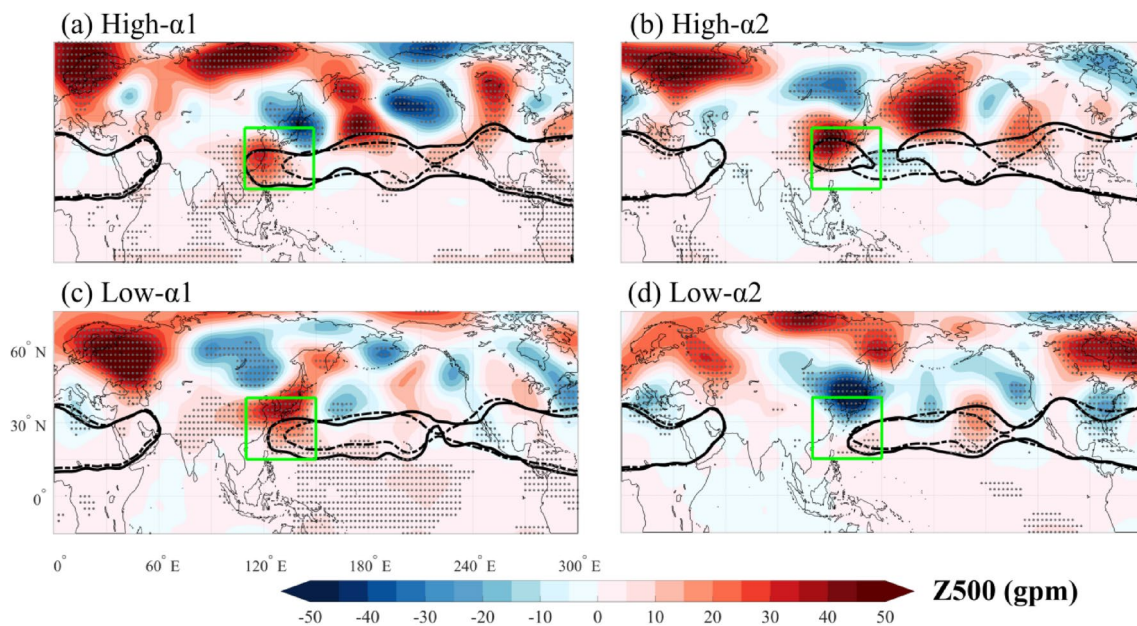 (a) High-α1
(b) High-α2
(c) Low-α1
(d) Low-α2
60° N
30° N
0°
0°
60° E
120° E
180° E
240° E
300° E
-50
-40
-30
-20
-10
0
10
20
30
40
50
Z500 (gpm)